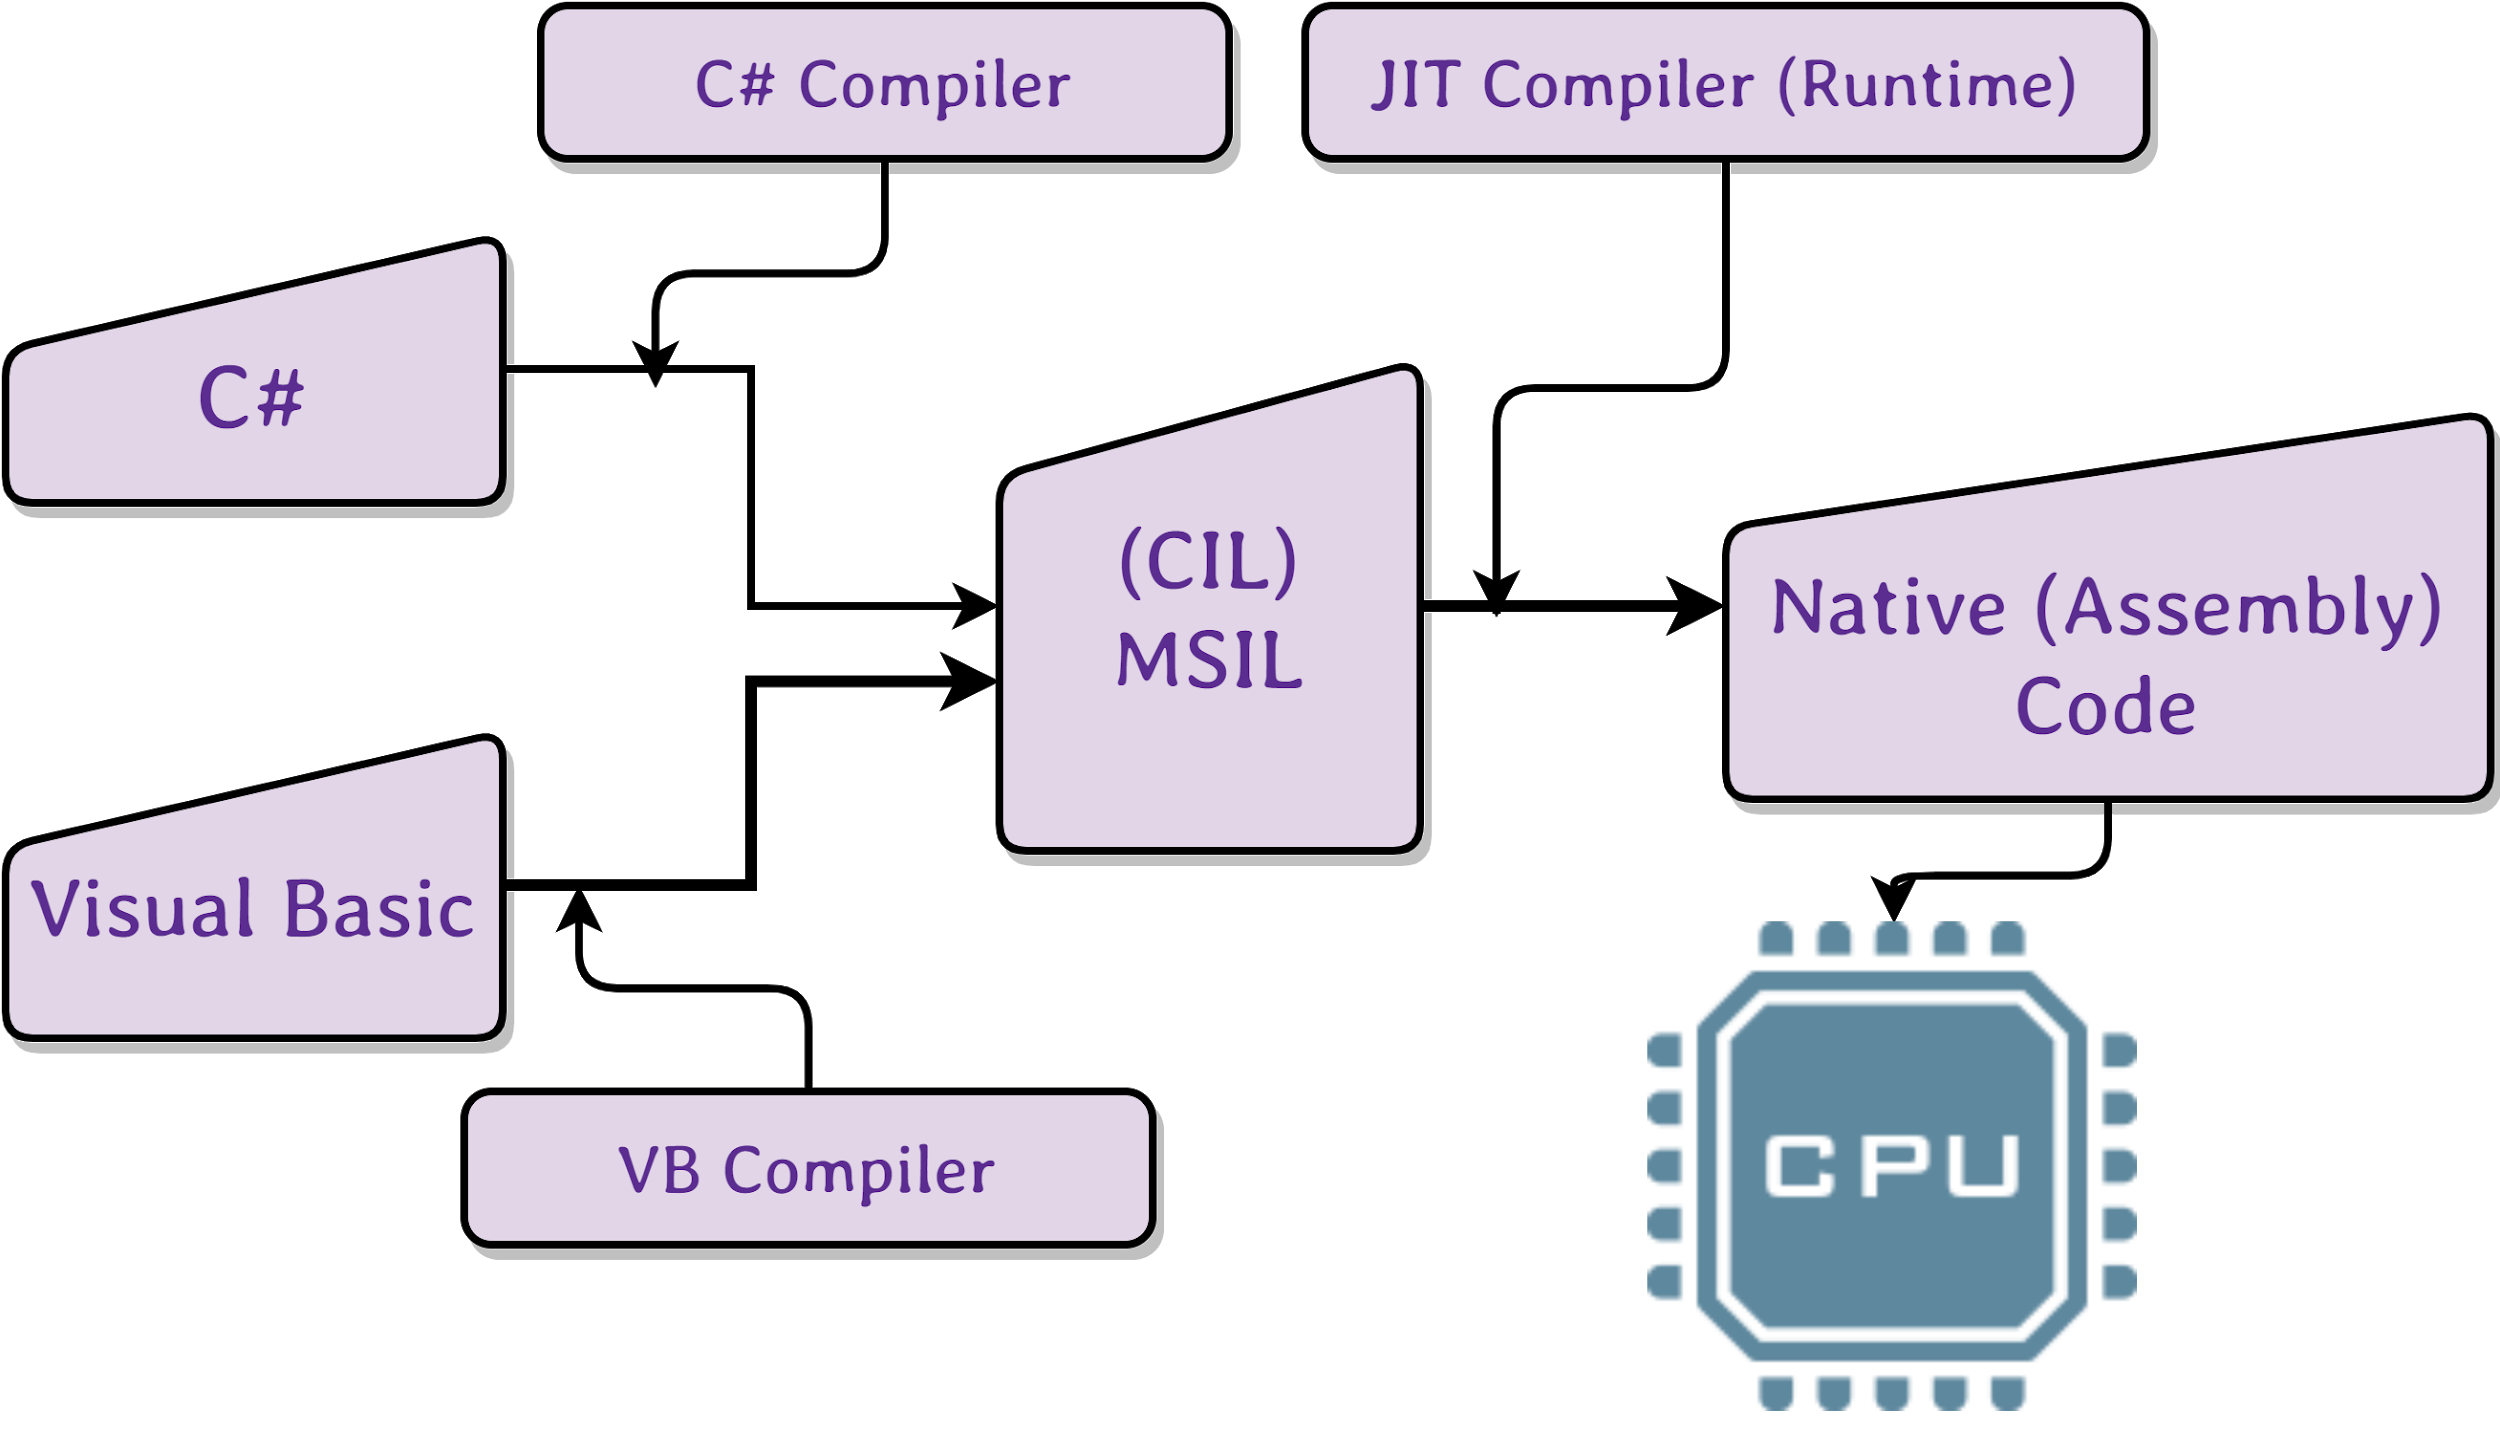 C# Compiler
JIT Compiler (Runtime)
C#
(CIL)
MSIL
Native (Assembly)
Code
Visual Basic
VB Compiler
CPU